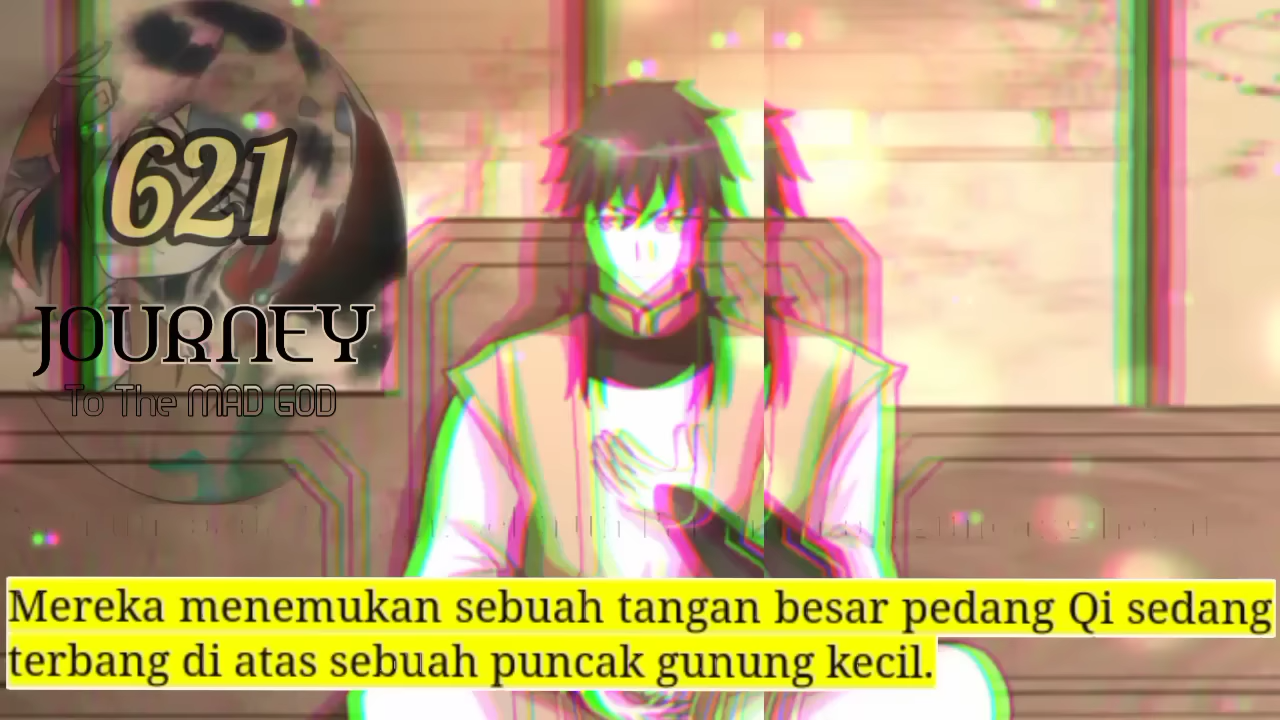 621
JOURNEY
To The MAD GOD
Mereka menemukan sebuah tangan besar pedang Qi sedang
terbang di atas sebuah puncak gunung kecil.